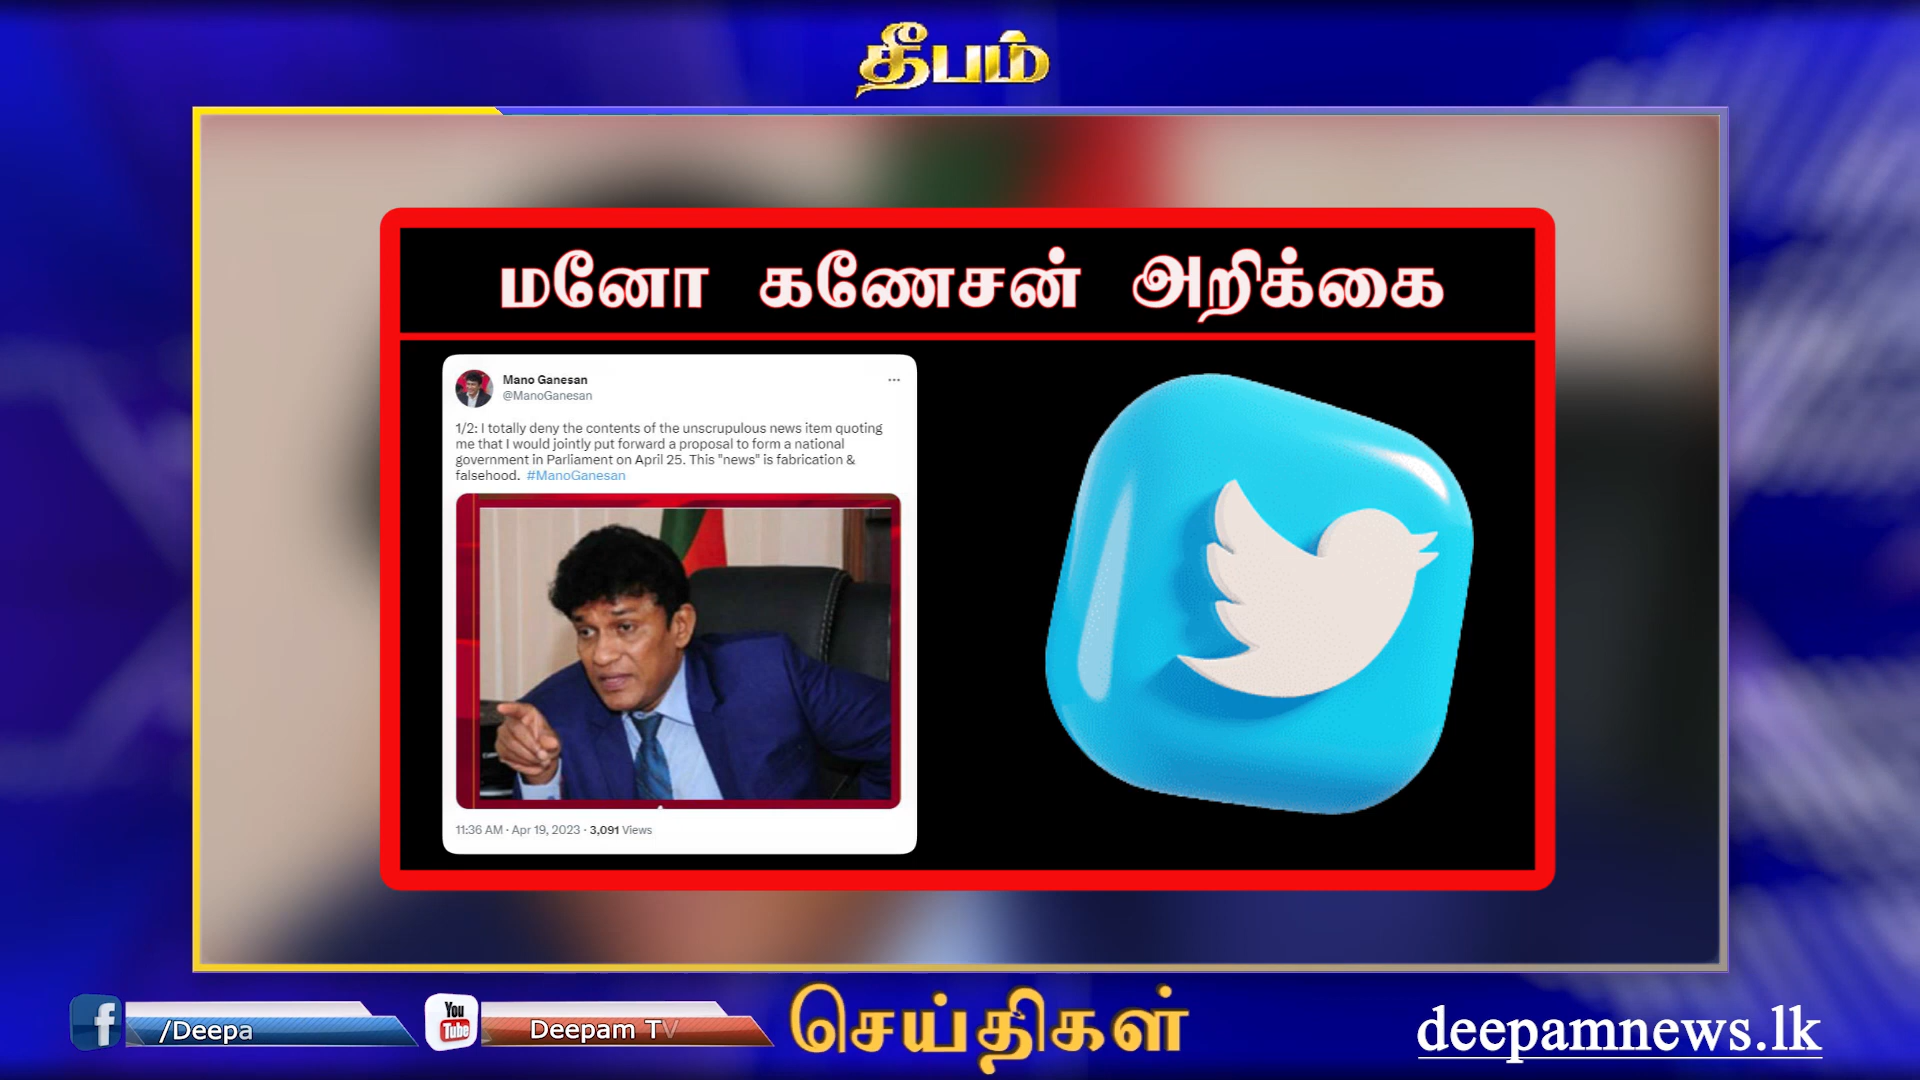 தீபம்
மனோ கணேசன் அறிக்கை
Mano Ganesan
@ManoGanesan
1/2: I totally deny the contents of the unscrupulous news item quoting
me that I would jointly put forward a proposal to form a national
government in Parliament on April 25. This "news" is fabrication &
falsehood. #ManoGanesan
11:36 AM · Apr 19, 2023 · 3,091 Views
f /Deepa
You Tube Deepam TV
செய்திகள்
deepamnews.lk